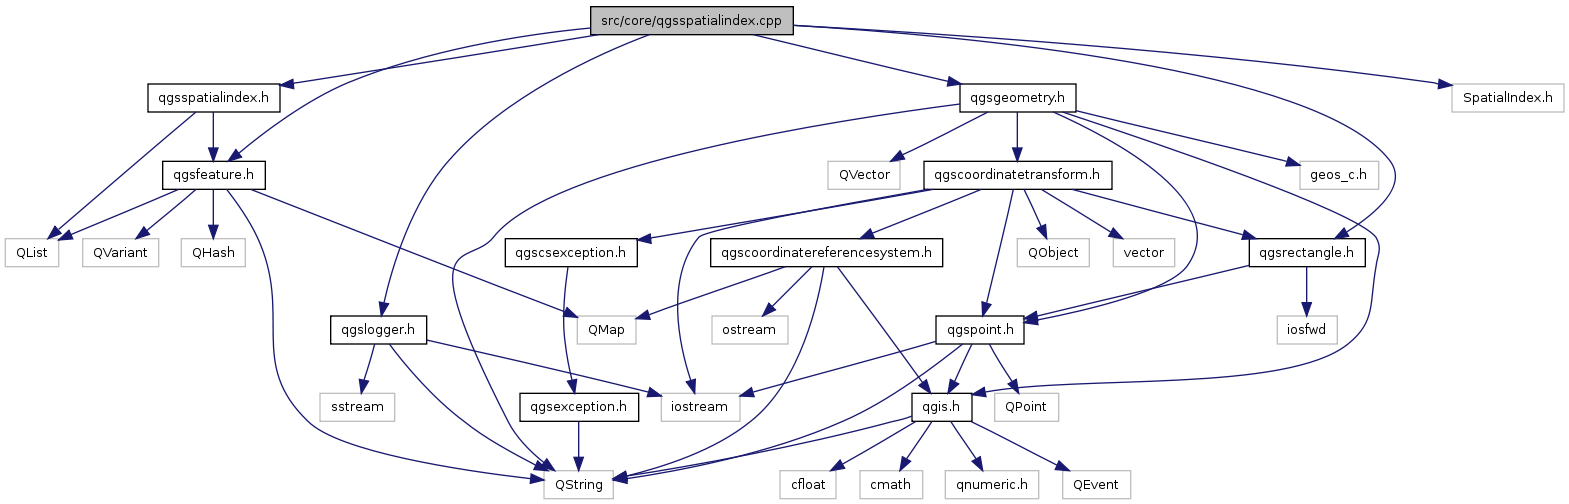 src/core/qgsspatialindex.cpp
qgsspatialindex.h
qgsgeometry.h
SpatialIndex.h
qgsfeature.h
QVector
qgscoordinatetransform.h
geos_c.h
QList
QVariant
QHash
qgscsexception.h
qgscoordinatereferencesystem.h
QObject
vector
qgsrectangle.h
qgslogger.h
QMap
ostream
qgspoint.h
iosfwd
sstream
qgsexception.h
iostream
qgis.h
QPoint
QString
cfloat
cmath
qnumeric.h
QEvent